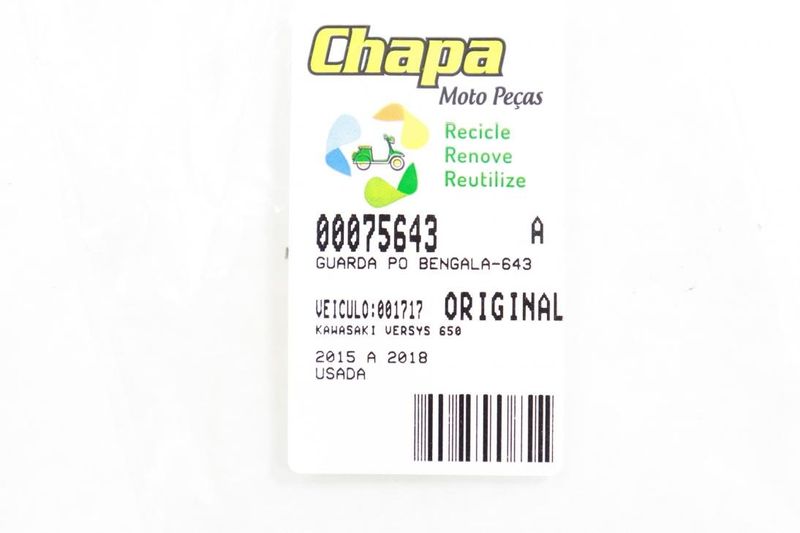 Chapa
Moto Peças
Recicle
Renove
Reutilize
00075643 A
GUARDA PO BENGALA-643
VEICULO:001717 ORIGINAL
KAWASAKI VERSYS 650
2015 A 2018
USADA